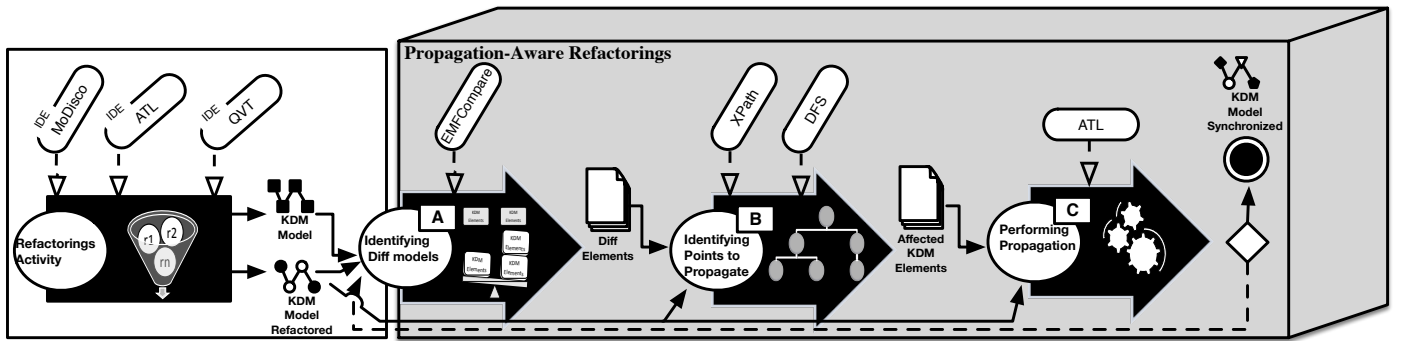 Propagation-Aware Refactorings
IDE
MoDisco
IDE
ATL
IDE
QVT
EMFCompare
XPath
DFS
ATL
KDM
Model
Synchronized
Refactorings
Activity
r1
r2
rn
KDM
Model
KDM
Model
Refactored
A
Identifying
Diff models
KDM
Elements
KDM
Elements
KDM
Elements
KDM
Elements
KDM
Elements
Diff
Elements
B
Identifying
Points to
Propagate
Affected
KDM
Elements
C
Performing
Propagation